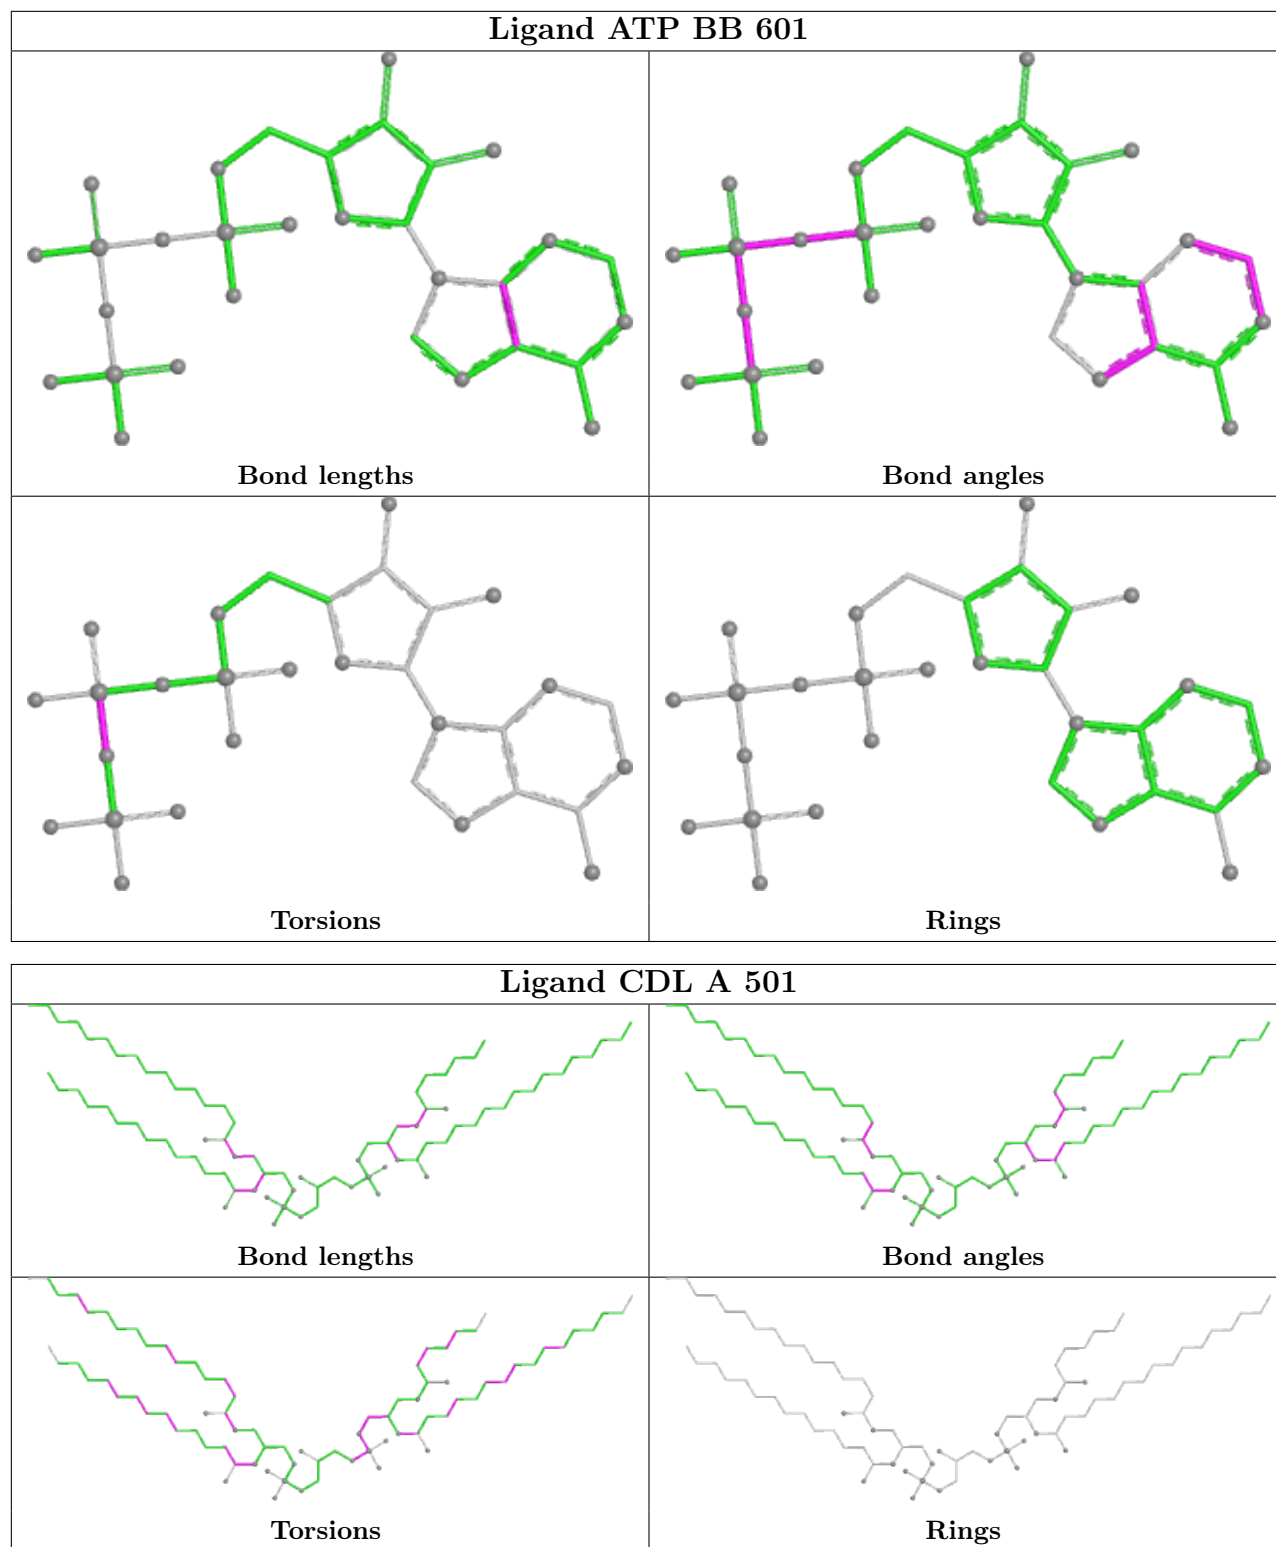 Ligand ATP BB 601
Bond lengths
Bond angles
Torsions
Rings
Ligand CDL A 501
Bond lengths
Bond angles
Torsions
Rings